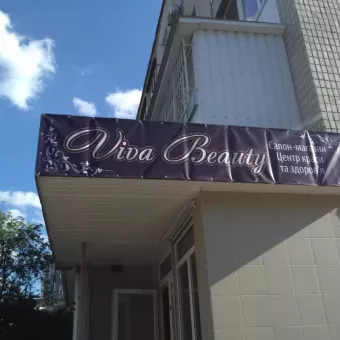 Viva Beauty
Салон-магазин
Центр краси
та здоров'я